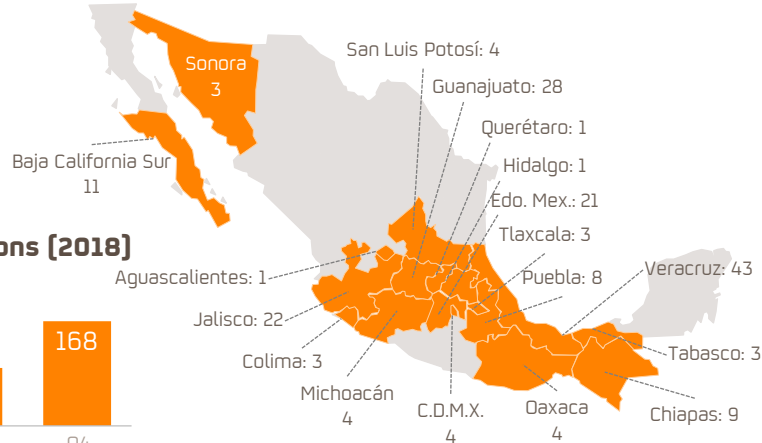 San Luis Potosí: 4
Sonora
3
Guanajuato: 28
Querétaro: 1
Baja California Sur
11
Hidalgo: 1
Edo. Mex.: 21
Tlaxcala: 3
ons (2018)
Aguascalientes: 1
Puebla: 8
Veracruz: 43
Jalisco: 22
168
Colima: 3
Tabasco: 3
Michoacán
4
C.D.M.X.
4
Oaxaca
4
Chiapas: 9